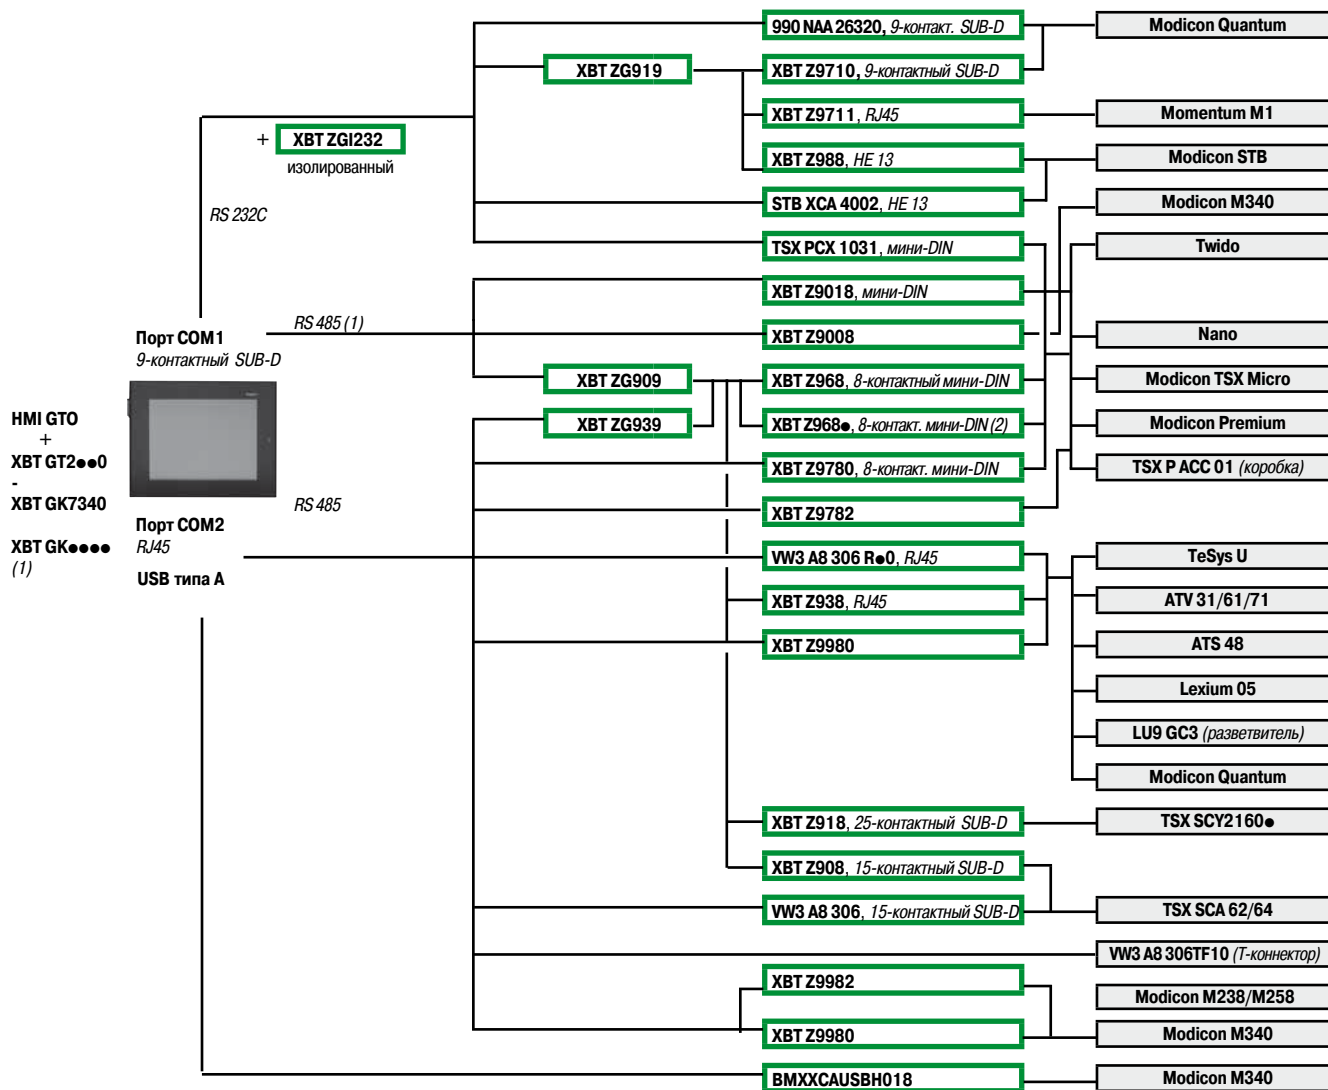 990 NAA 26320, 9-контакт. SUB-D
Modicon Quantum
XBT ZG919
XBT Z9710, 9-контактный SUB-D
XBT Z9711, RJ45
Momentum M1
+ XBT ZGI232
изолированный
XBT Z988, HE 13
Modicon STB
STB XCA 4002, HE 13
Modicon M340
RS 232C
TSX PCX 1031, мини-DIN
Twido
XBT Z9018, мини-DIN
RS 485 (1)
XBT Z9008
Nano
Порт COM1
9-контактный SUB-D
XBT ZG909
XBT Z968, 8-контактный мини-DIN
Modicon TSX Micro
XBT ZG939
XBT Z968●, 8-контакт. мини-DIN (2)
Modicon Premium
HMI GTO
+
XBT GT2●●0
-
XBT GK7340
XBT GK●●●●
(1)
XBT Z9780, 8-контакт. мини-DIN
TSX P ACC 01 (коробка)
RS 485
XBT Z9782
Порт COM2
RJ45
USB типа A
VW3 A8 306 R●0, RJ45
TeSys U
XBT Z938, RJ45
ATV 31/61/71
XBT Z9980
ATS 48
Lexium 05
LU9 GC3 (разветвитель)
Modicon Quantum
XBT Z918, 25-контактный SUB-D
TSX SCY2160●
XBT Z908, 15-контактный SUB-D
VW3 A8 306, 15-контактный SUB-D
TSX SCA 62/64
VW3 A8 306TF10 (Т-коннектор)
XBT Z9982
Modicon M238/M258
XBT Z9980
Modicon M340
BMXXCAUSBH018
Modicon M340